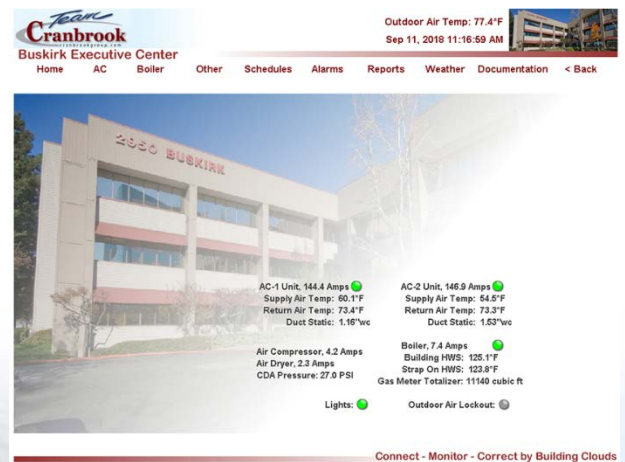 Team
Cranbrook
cranbrookgroup.com
Buskirk Executive Center
Outdoor Air Temp: 77.4°F
Sep 11, 2018 11:16:59 AM
Home AC Boiler Other Schedules Alarms Reports Weather Documentation < Back
2950 BUSKIRK
AC-1 Unit, 144.4 Amps
Supply Air Temp: 60.1°F
Return Air Temp: 73.4°F
Duct Static: 1.16"wc
AC-2 Unit, 146.9 Amps
Supply Air Temp: 54.5°F
Return Air Temp: 73.3°F
Duct Static: 1.53"wc
Air Compressor, 4.2 Amps
Air Dryer, 2.3 Amps
CDA Pressure: 27.0 PSI
Boiler, 7.4 Amps
Building HWS: 125.1°F
Strap On HWS: 123.8°F
Gas Meter Totalizer: 11140 cubic ft
Lights:
Outdoor Air Lockout:
Connect - Monitor - Correct by Building Clouds